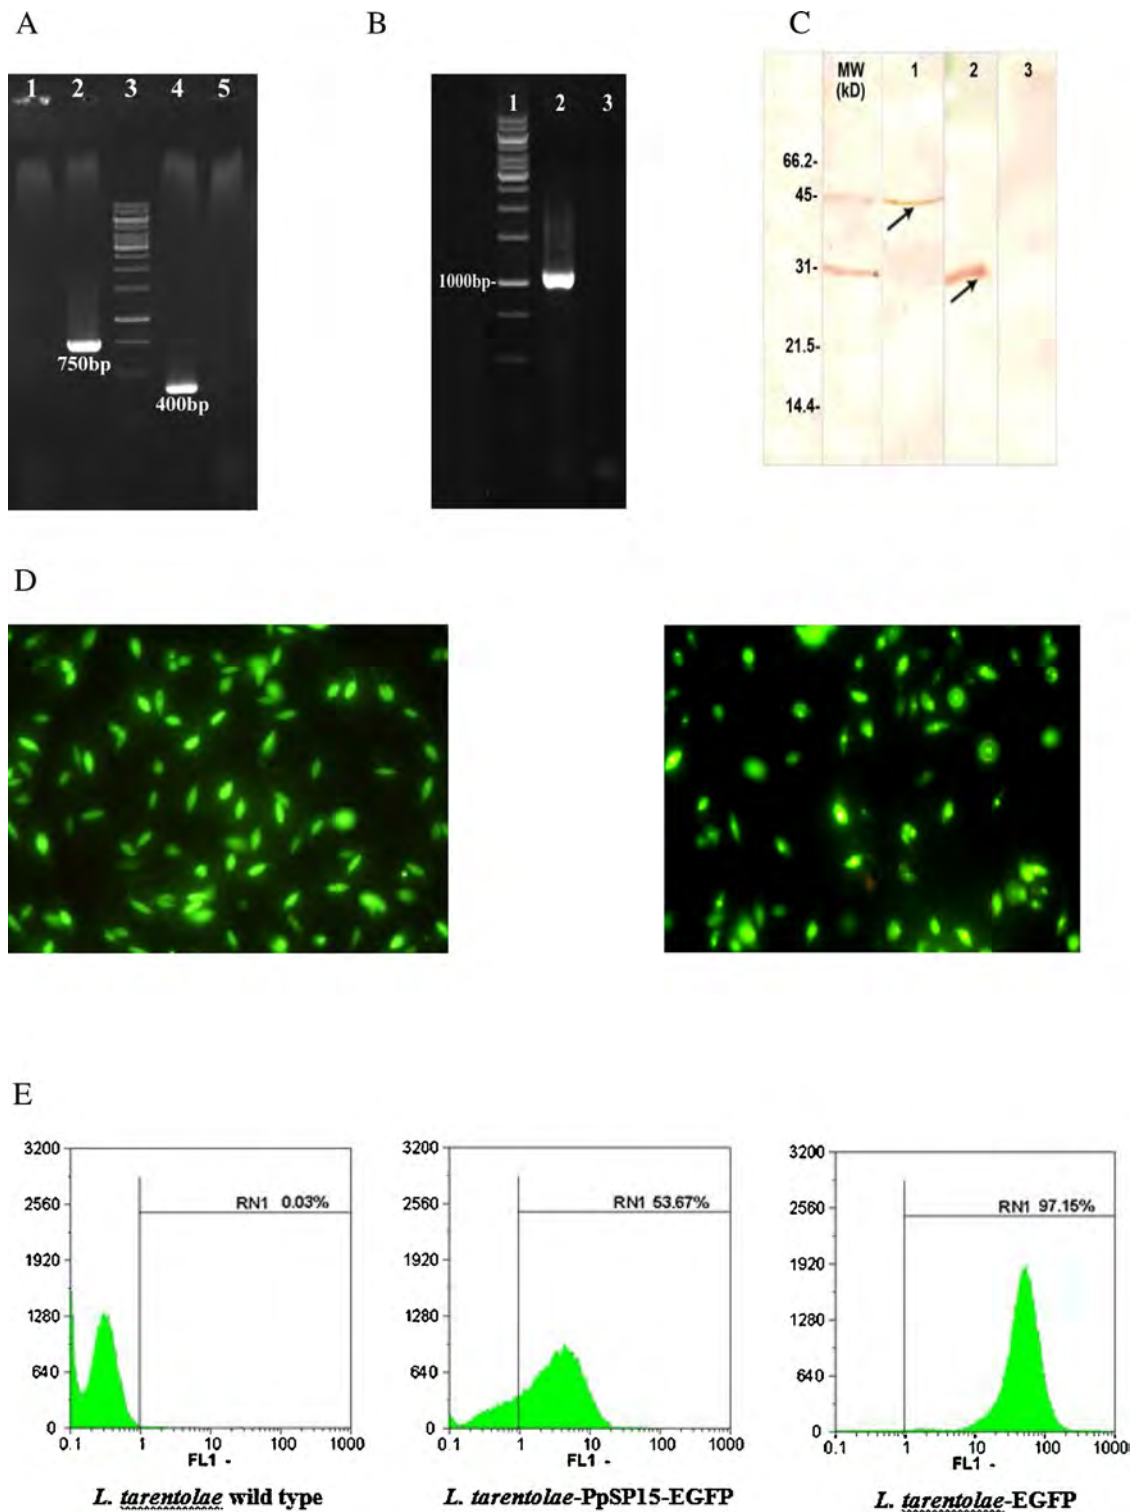 A
B
C
1 2 3 4 5
750bp
400bp
1 2 3
1000bp-
MW (kD) 1 2 3
66.2-
45-
31-
21.5-
14.4-
D
E
3200
2560
1920
1280
640
0
RN1 0.03%
0.1 1 10 100 1000
FL1 -
L. tarentolae wild type
3200
2560
1920
1280
640
0
RN1 53.67%
0.1 1 10 100 1000
FL1 -
L. tarentolae-PpSP15-EGFP
3200
2560
1920
1280
640
0
RN1 97.15%
0.1 1 10 100 1000
FL1 -
L. tarentolae-EGFP